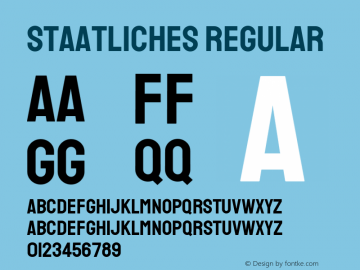 STAATLICHES REGULAR
AA FF A
GG QQ
ABCDEFGHIJKLMNOPQRSTUVWXYZ
ABCDEFGHIJKLMNOPQRSTUVWXYZ
0123456789
© Design by fontke.com